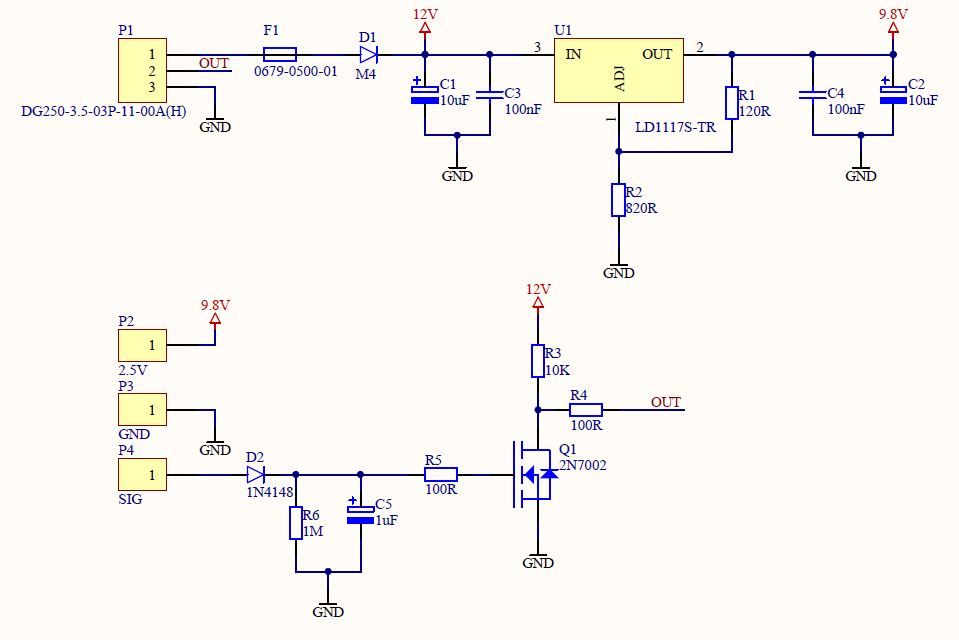 12V
9.8V
P1
F1
D1
U1
1
2
3
OUT
0679-0500-01
M4
DG250-3.5-03P-11-00A(H)
GND
C1
10uF
C3
100nF
GND
3
IN
OUT
2
ADJ
1
LD1117S-TR
R1
120R
C4
100nF
C2
10uF
GND
R2
820R
GND
9.8V
P2
1
2.5V
P3
1
GND
GND
P4
1
SIG
D2
1N4148
R6
1M
C5
1uF
GND
R5
100R
12V
R3
10K
R4
100R
OUT
Q1
2N7002
GND